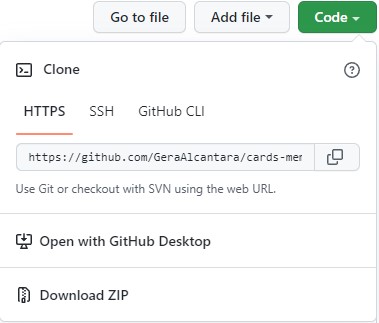 Go to file Add file Code
Clone
HTTPS SSH GitHub CLI
https://github.com/GeraAlcantara/cards-mer
Use Git or checkout with SVN using the web URL.
Open with GitHub Desktop
Download ZIP